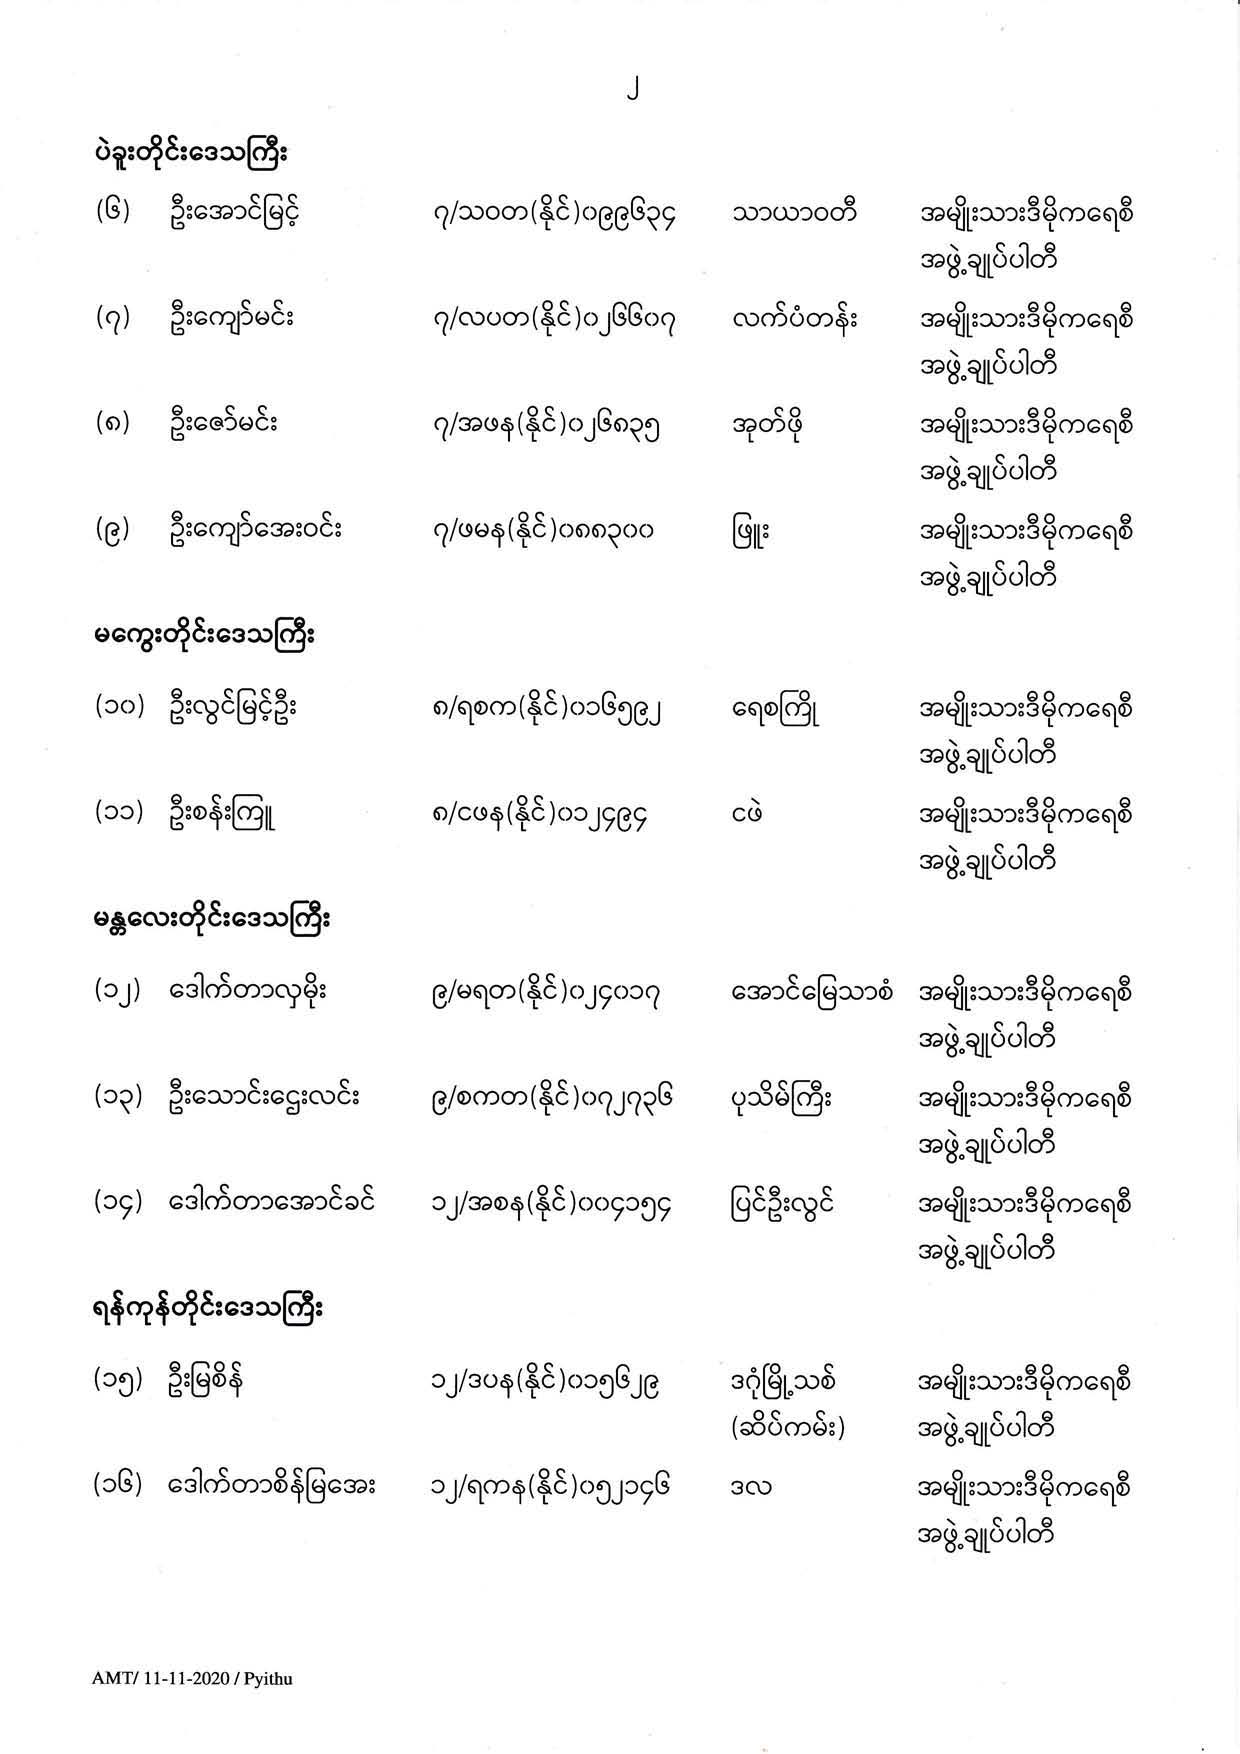 ၂
ပဲခူးတိုင်းဒေသကြီး
(၆) ဦးအောင်မြင့် ၇/သဝတ(နိုင်)၀၉၉၆၃၄ သာယာဝတီ အမျိုးသားဒီမိုကရေစီ
အဖွဲ့ချုပ်ပါတီ
(၇) ဦးကျော်မင်း ၇/လပတ(နိုင်)၀၂၆၆၀၇ လက်ပံတန်း အမျိုးသားဒီမိုကရေစီ
အဖွဲ့ချုပ်ပါတီ
(၈) ဦးဇော်မင်း ၇/အဖန(နိုင်)၀၂၆၈၃၅ အုတ်ဖို အမျိုးသားဒီမိုကရေစီ
အဖွဲ့ချုပ်ပါတီ
(၉) ဦးကျော်အေးဝင်း ၇/ဖမန(နိုင်)၀၈၈၃၀၀ ဖြူး အမျိုးသားဒီမိုကရေစီ
အဖွဲ့ချုပ်ပါတီ
မကွေးတိုင်းဒေသကြီး
(၁၀) ဦးလွင်မြင့်ဦး ၈/ရစက(နိုင်)၀၁၆၅၉၂ ရေစကြို အမျိုးသားဒီမိုကရေစီ
အဖွဲ့ချုပ်ပါတီ
(၁၁) ဦးစန်းကြူ ၈/ငဖန(နိုင်)၀၁၂၄၉၄ ငဖဲ အမျိုးသားဒီမိုကရေစီ
အဖွဲ့ချုပ်ပါတီ
မန္တလေးတိုင်းဒေသကြီး
(၁၂) ဒေါက်တာလှမိုး ၉/မရတ(နိုင်)၀၂၄၀၁၇ အောင်မြေသာစံ အမျိုးသားဒီမိုကရေစီ
အဖွဲ့ချုပ်ပါတီ
(၁၃) ဦးသောင်းဌေးလင်း ၉/စကတ(နိုင်)၀၇၂၇၃၆ ပုသိမ်ကြီး အမျိုးသားဒီမိုကရေစီ
အဖွဲ့ချုပ်ပါတီ
(၁၄) ဒေါက်တာအောင်ခင် ၁၂/အစန(နိုင်)၀၀၄၁၅၄ ပြင်ဦးလွင် အမျိုးသားဒီမိုကရေစီ
အဖွဲ့ချုပ်ပါတီ
ရန်ကုန်တိုင်းဒေသကြီး
(၁၅) ဦးမြစိန် ၁၂/ဒပန(နိုင်)၀၁၅၆၂၉ ဒဂုံမြို့သစ် အမျိုးသားဒီမိုကရေစီ
(ဆိပ်ကမ်း) အဖွဲ့ချုပ်ပါတီ
(၁၆) ဒေါက်တာစိန်မြအေး ၁၂/ရကန(နိုင်)၀၅၂၁၄၆ ဒလ အမျိုးသားဒီမိုကရေစီ
အဖွဲ့ချုပ်ပါတီ
AMT/ 11-11-2020 / Pyithu